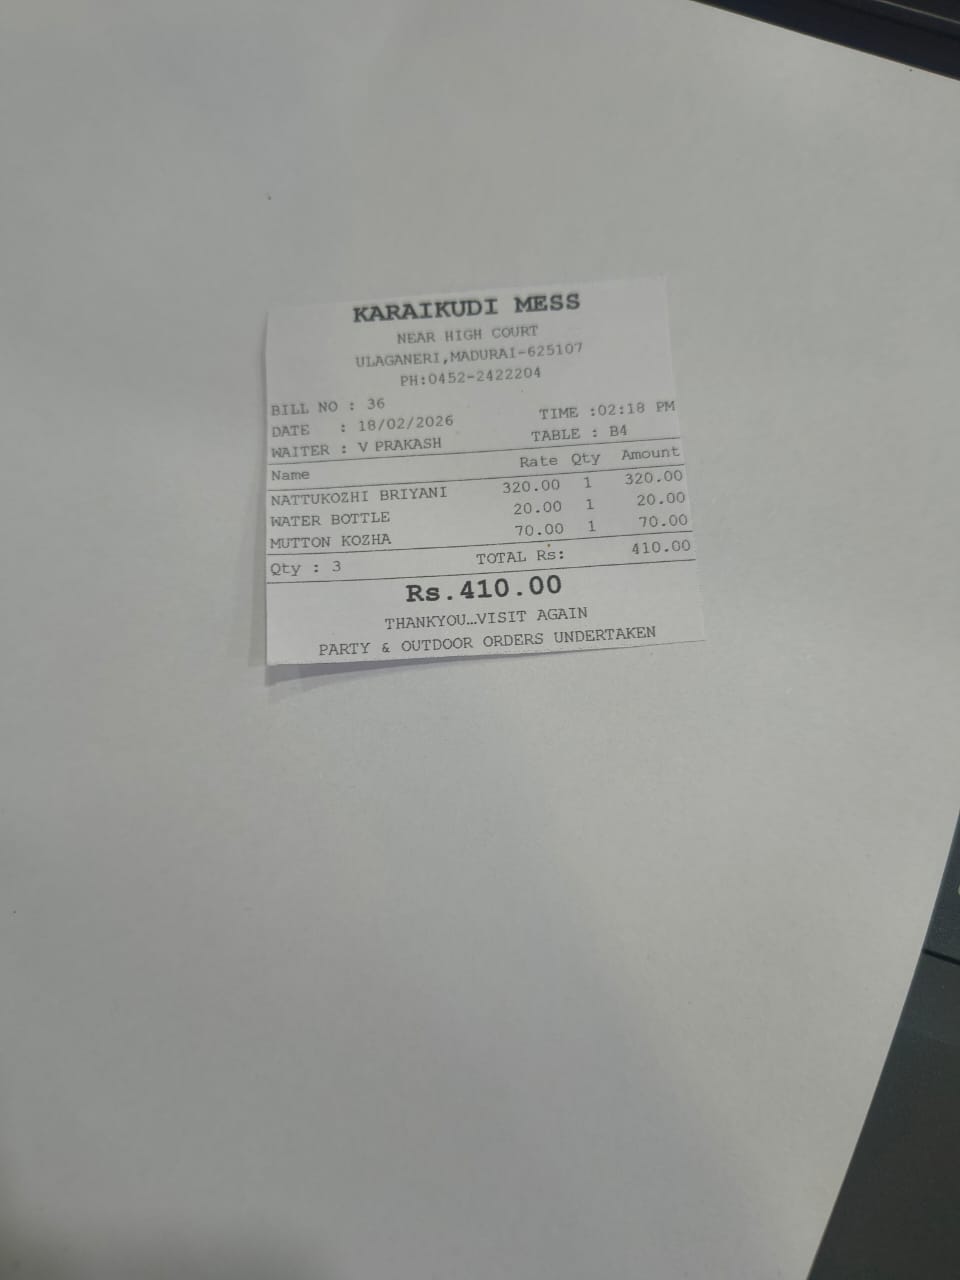 KARAIKUDI MESS
NEAR HIGH COURT
ULAGANERI,MADURAI-625107
PH:0452-2422204
BILL NO : 36
DATE : 18/02/2026 TIME :02:18 PM
WAITER : V PRAKASH TABLE : B4
Name Rate Qty Amount
NATTUKOZHI BRIYANI 320.00 1 320.00
WATER BOTTLE 20.00 1 20.00
MUTTON KOZHA 70.00 1 70.00
Qty : 3 TOTAL Rs: 410.00
Rs.410.00
THANKYOU…VISIT AGAIN
PARTY & OUTDOOR ORDERS UNDERTAKEN